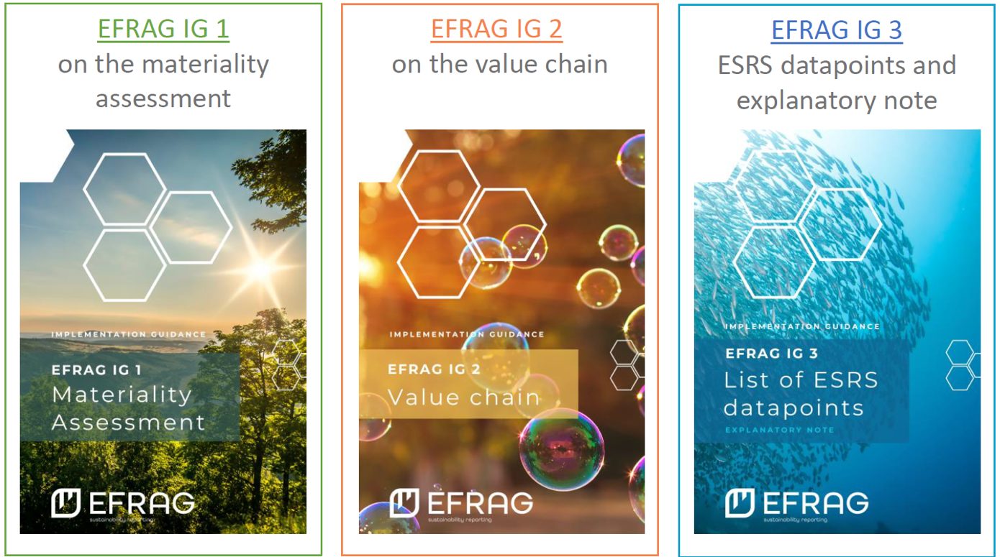 EFRAG IG 1
on the materiality
assessment
IMPLEMENTATION GUIDANCE
EFRAG IG 1
Materiality
Assessment
EFRAG
sustainability reporting
EFRAG IG 2
on the value chain
IMPLEMENTATION GUIDANCE
EFRAG IG 2
Value chain
EFRAG
sustainability reporting
EFRAG IG 3
ESRS datapoints and
explanatory note
IMPLEMENTATION GUIDANCE
EFRAG IG 3
List of ESRS
datapoints
EXPLANATORY NOTE
EFRAG
sustainability reporting